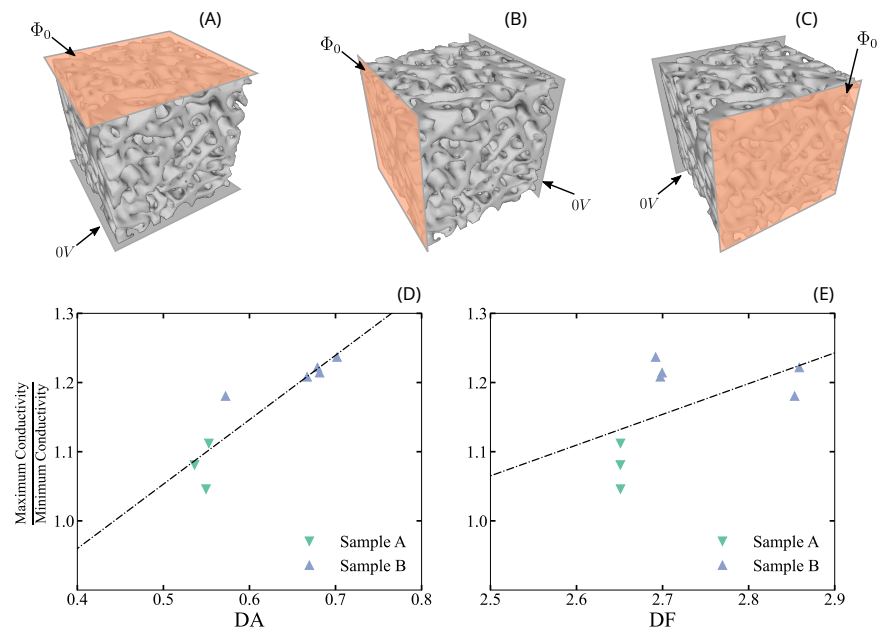 (A)
(B)
(C)
Φ0
Φ0
Φ0
0V
0V
0V
(D)
(E)
Maximum Conductivity
Minimum Conductivity
1.3
1.2
1.1
1.0
0.4
0.5
0.6
0.7
0.8
DA
Sample A
Sample B
1.3
1.2
1.1
1.0
2.5
2.6
2.7
2.8
2.9
DF
Sample A
Sample B